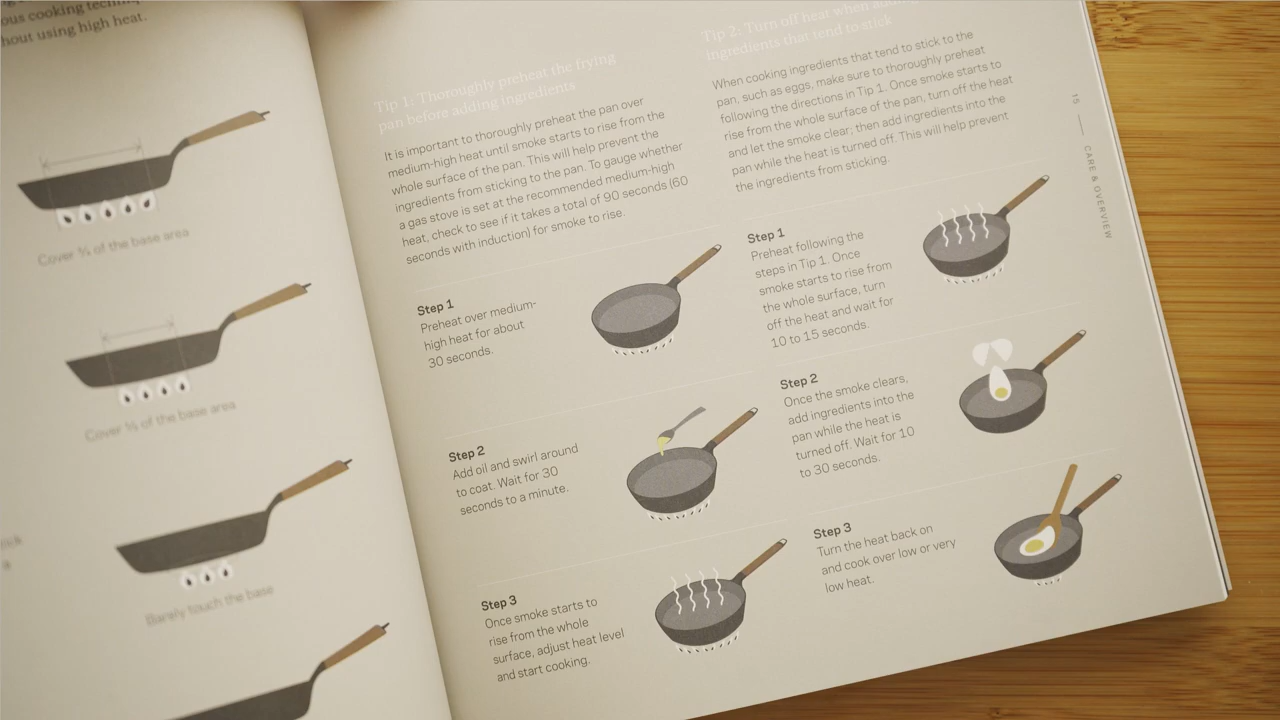 ous cooking techniq
hout using high heat.
Cover ¾ of the base area
Cover ⅔ of the base area
Barely touch the base
a
Tip 1: Thoroughly preheat the frying
pan before adding ingredients
It is important to thoroughly preheat the pan over
medium-high heat until smoke starts to rise from the
whole surface of the pan. This will help prevent the
ingredients from sticking to the pan. To gauge whether
a gas stove is set at the recommended medium-high
heat, check to see if it takes a total of 90 seconds (60
seconds with induction) for smoke to rise.
Step 1
Preheat over medium-
high heat for about
30 seconds.
Step 2
Add oil and swirl around
to coat. Wait for 30
seconds to a minute.
Step 3
Once smoke starts to
rise from the whole
surface, adjust heat level
and start cooking.
Tip 2: Turn off heat when adding
ingredients that tend to stick
When cooking ingredients that tend to stick to the
pan, such as eggs, make sure to thoroughly preheat
following the directions in Tip 1. Once smoke starts to
rise from the whole surface of the pan, turn off the heat
and let the smoke clear; then add ingredients into the
pan while the heat is turned off. This will help prevent
the ingredients from sticking.
Step 1
Preheat following the
steps in Tip 1. Once
smoke starts to rise from
the whole surface, turn
off the heat and wait for
10 to 15 seconds.
Step 2
Once the smoke clears,
add ingredients into the
pan while the heat is
turned off. Wait for 10
to 30 seconds.
Step 3
Turn the heat back on
and cook over low or very
low heat.
15 — CARE & OVERVIEW